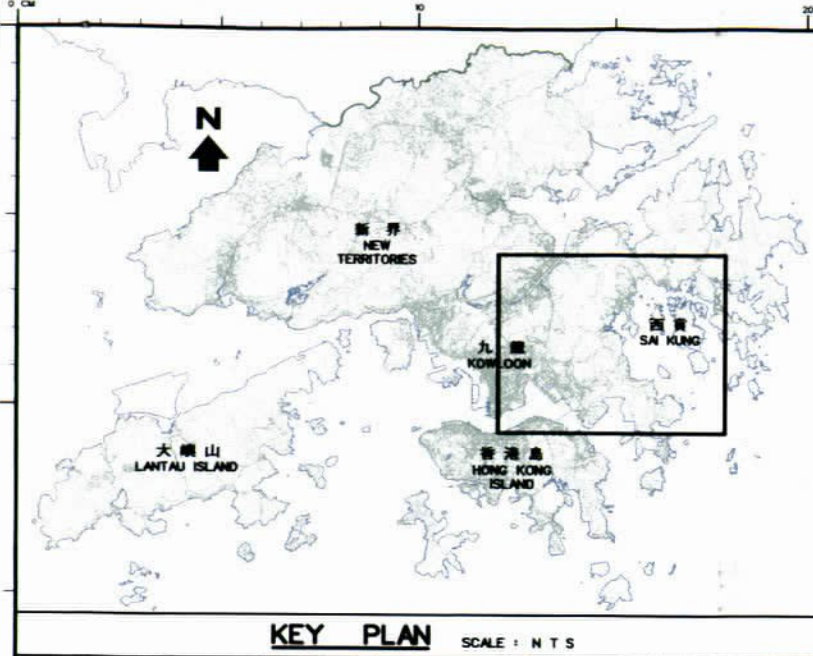 0 CM 10 20
N
新界
NEW
TERRITORIES
西貢
SAI KUNG
九龍
KOWLOON
大嶼山
LANTAU ISLAND
香港島
HONG KONG
ISLAND
KEY PLAN SCALE : N T S